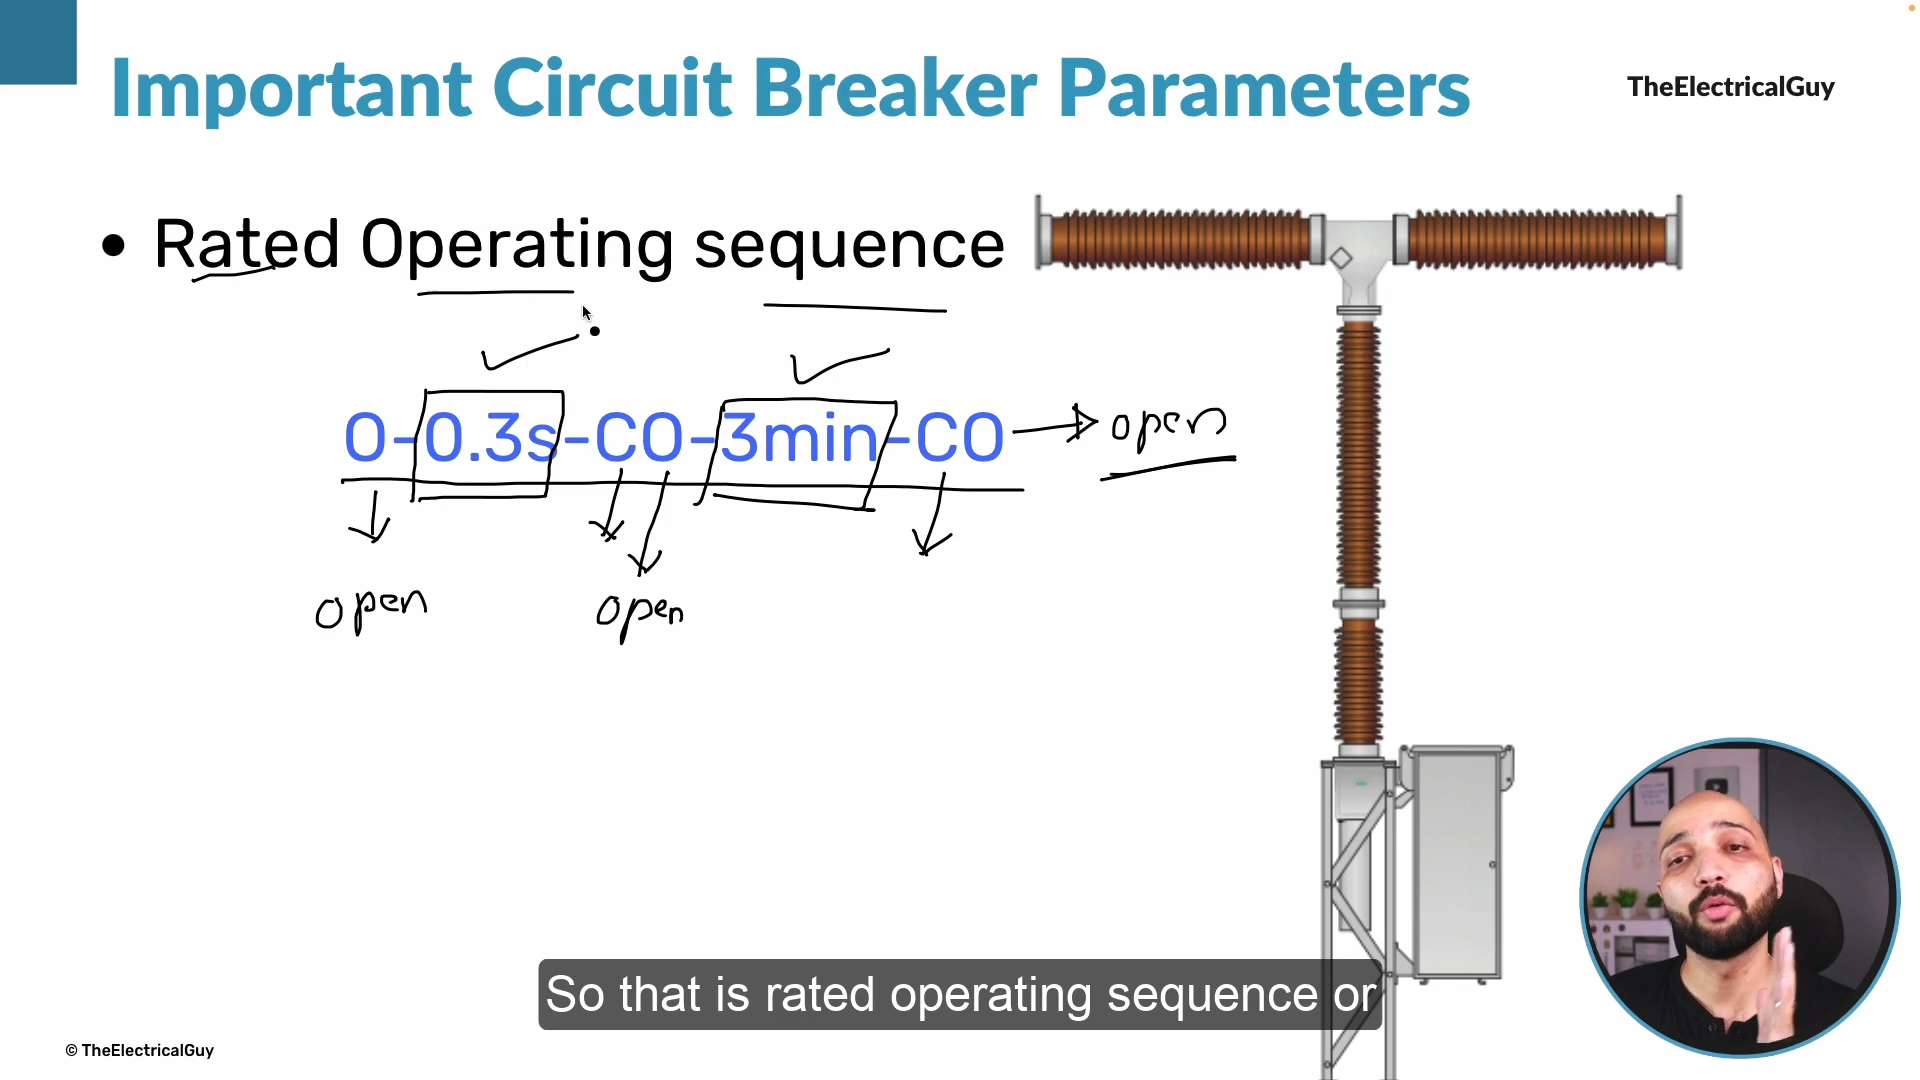 Important Circuit Breaker Parameters
TheElectricalGuy
• Rated Operating sequence
O-0.3s-CO-3min-CO
open
open
open
So that is rated operating sequence or
© TheElectricalGuy